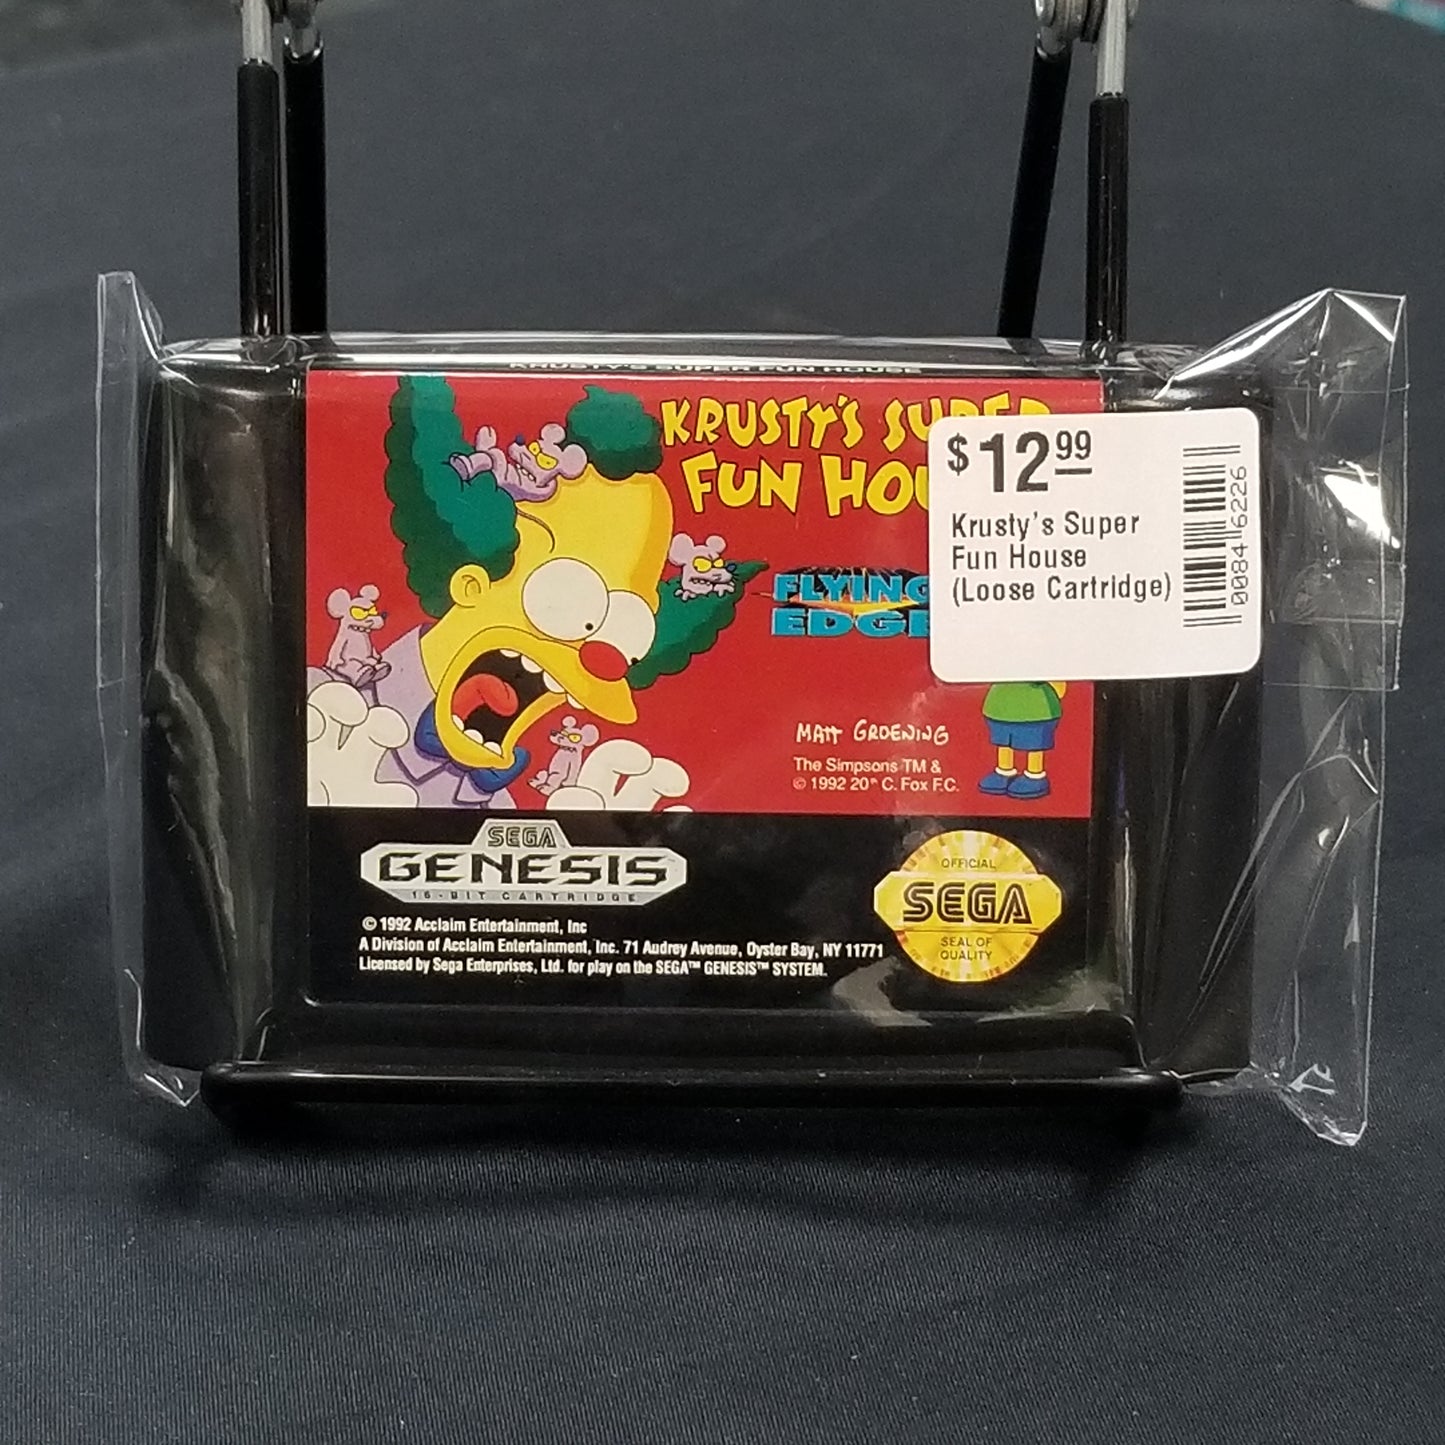 KRUSTY'S SUPER FUN HOUSE
KRUSTY'S SUPER
FUN HOU
$12.99
Krusty's Super
Fun House
(Loose Cartridge)
00846226
FLYING
EDGE
MATT GROENING
The Simpsons TM &
© 1992 20th C. Fox F.C.
SEGA
GENESIS
16-BIT CARTRIDGE
© 1992 Acclaim Entertainment, Inc
A Division of Acclaim Entertainment, Inc. 71 Audrey Avenue, Oyster Bay, NY 11771
Licensed by Sega Enterprises, Ltd. for play on the SEGA™ GENESIS™ SYSTEM.
OFFICIAL
SEGA
SEAL OF
QUALITY